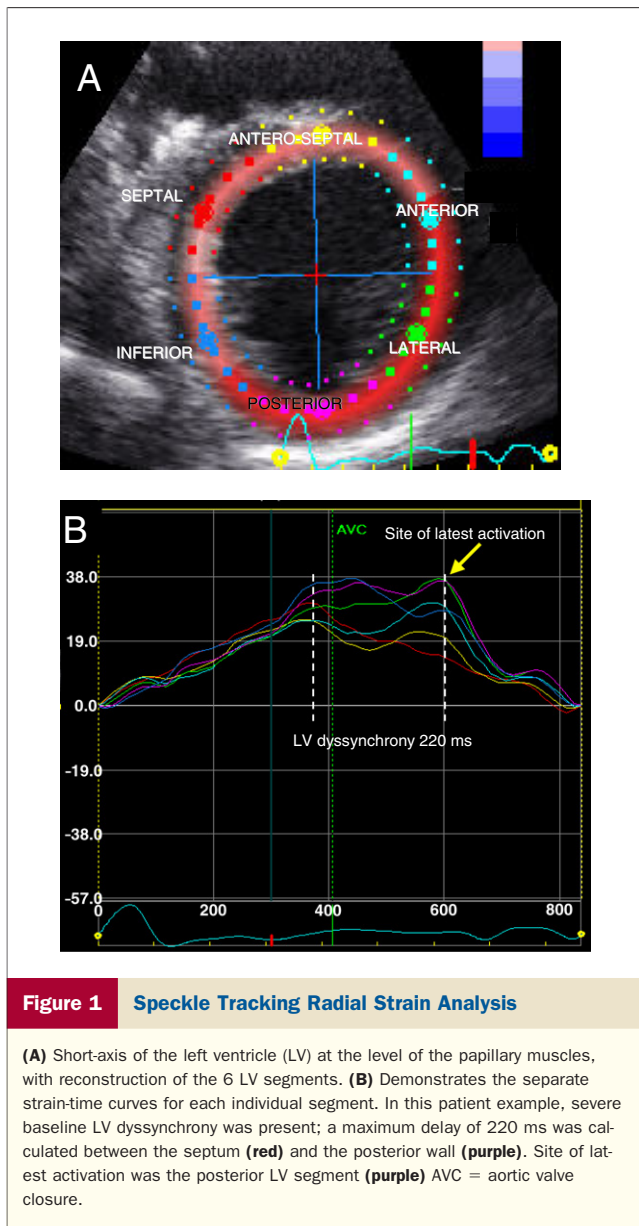 A
ANTERO-SEPTAL
SEPTAL
ANTERIOR
INFERIOR
LATERAL
POSTERIOR
B
AVC
Site of latest activation
38.0
19.0
0.0
LV dyssynchrony 220 ms
-19.0
-38.0
-57.0
0 200 400 600 800
Figure 1 Speckle Tracking Radial Strain Analysis
(A) Short-axis of the left ventricle (LV) at the level of the papillary muscles,
with reconstruction of the 6 LV segments. (B) Demonstrates the separate
strain-time curves for each individual segment. In this patient example, severe
baseline LV dyssynchrony was present; a maximum delay of 220 ms was cal-
culated between the septum (red) and the posterior wall (purple). Site of lat-
est activation was the posterior LV segment (purple) AVC = aortic valve
closure.